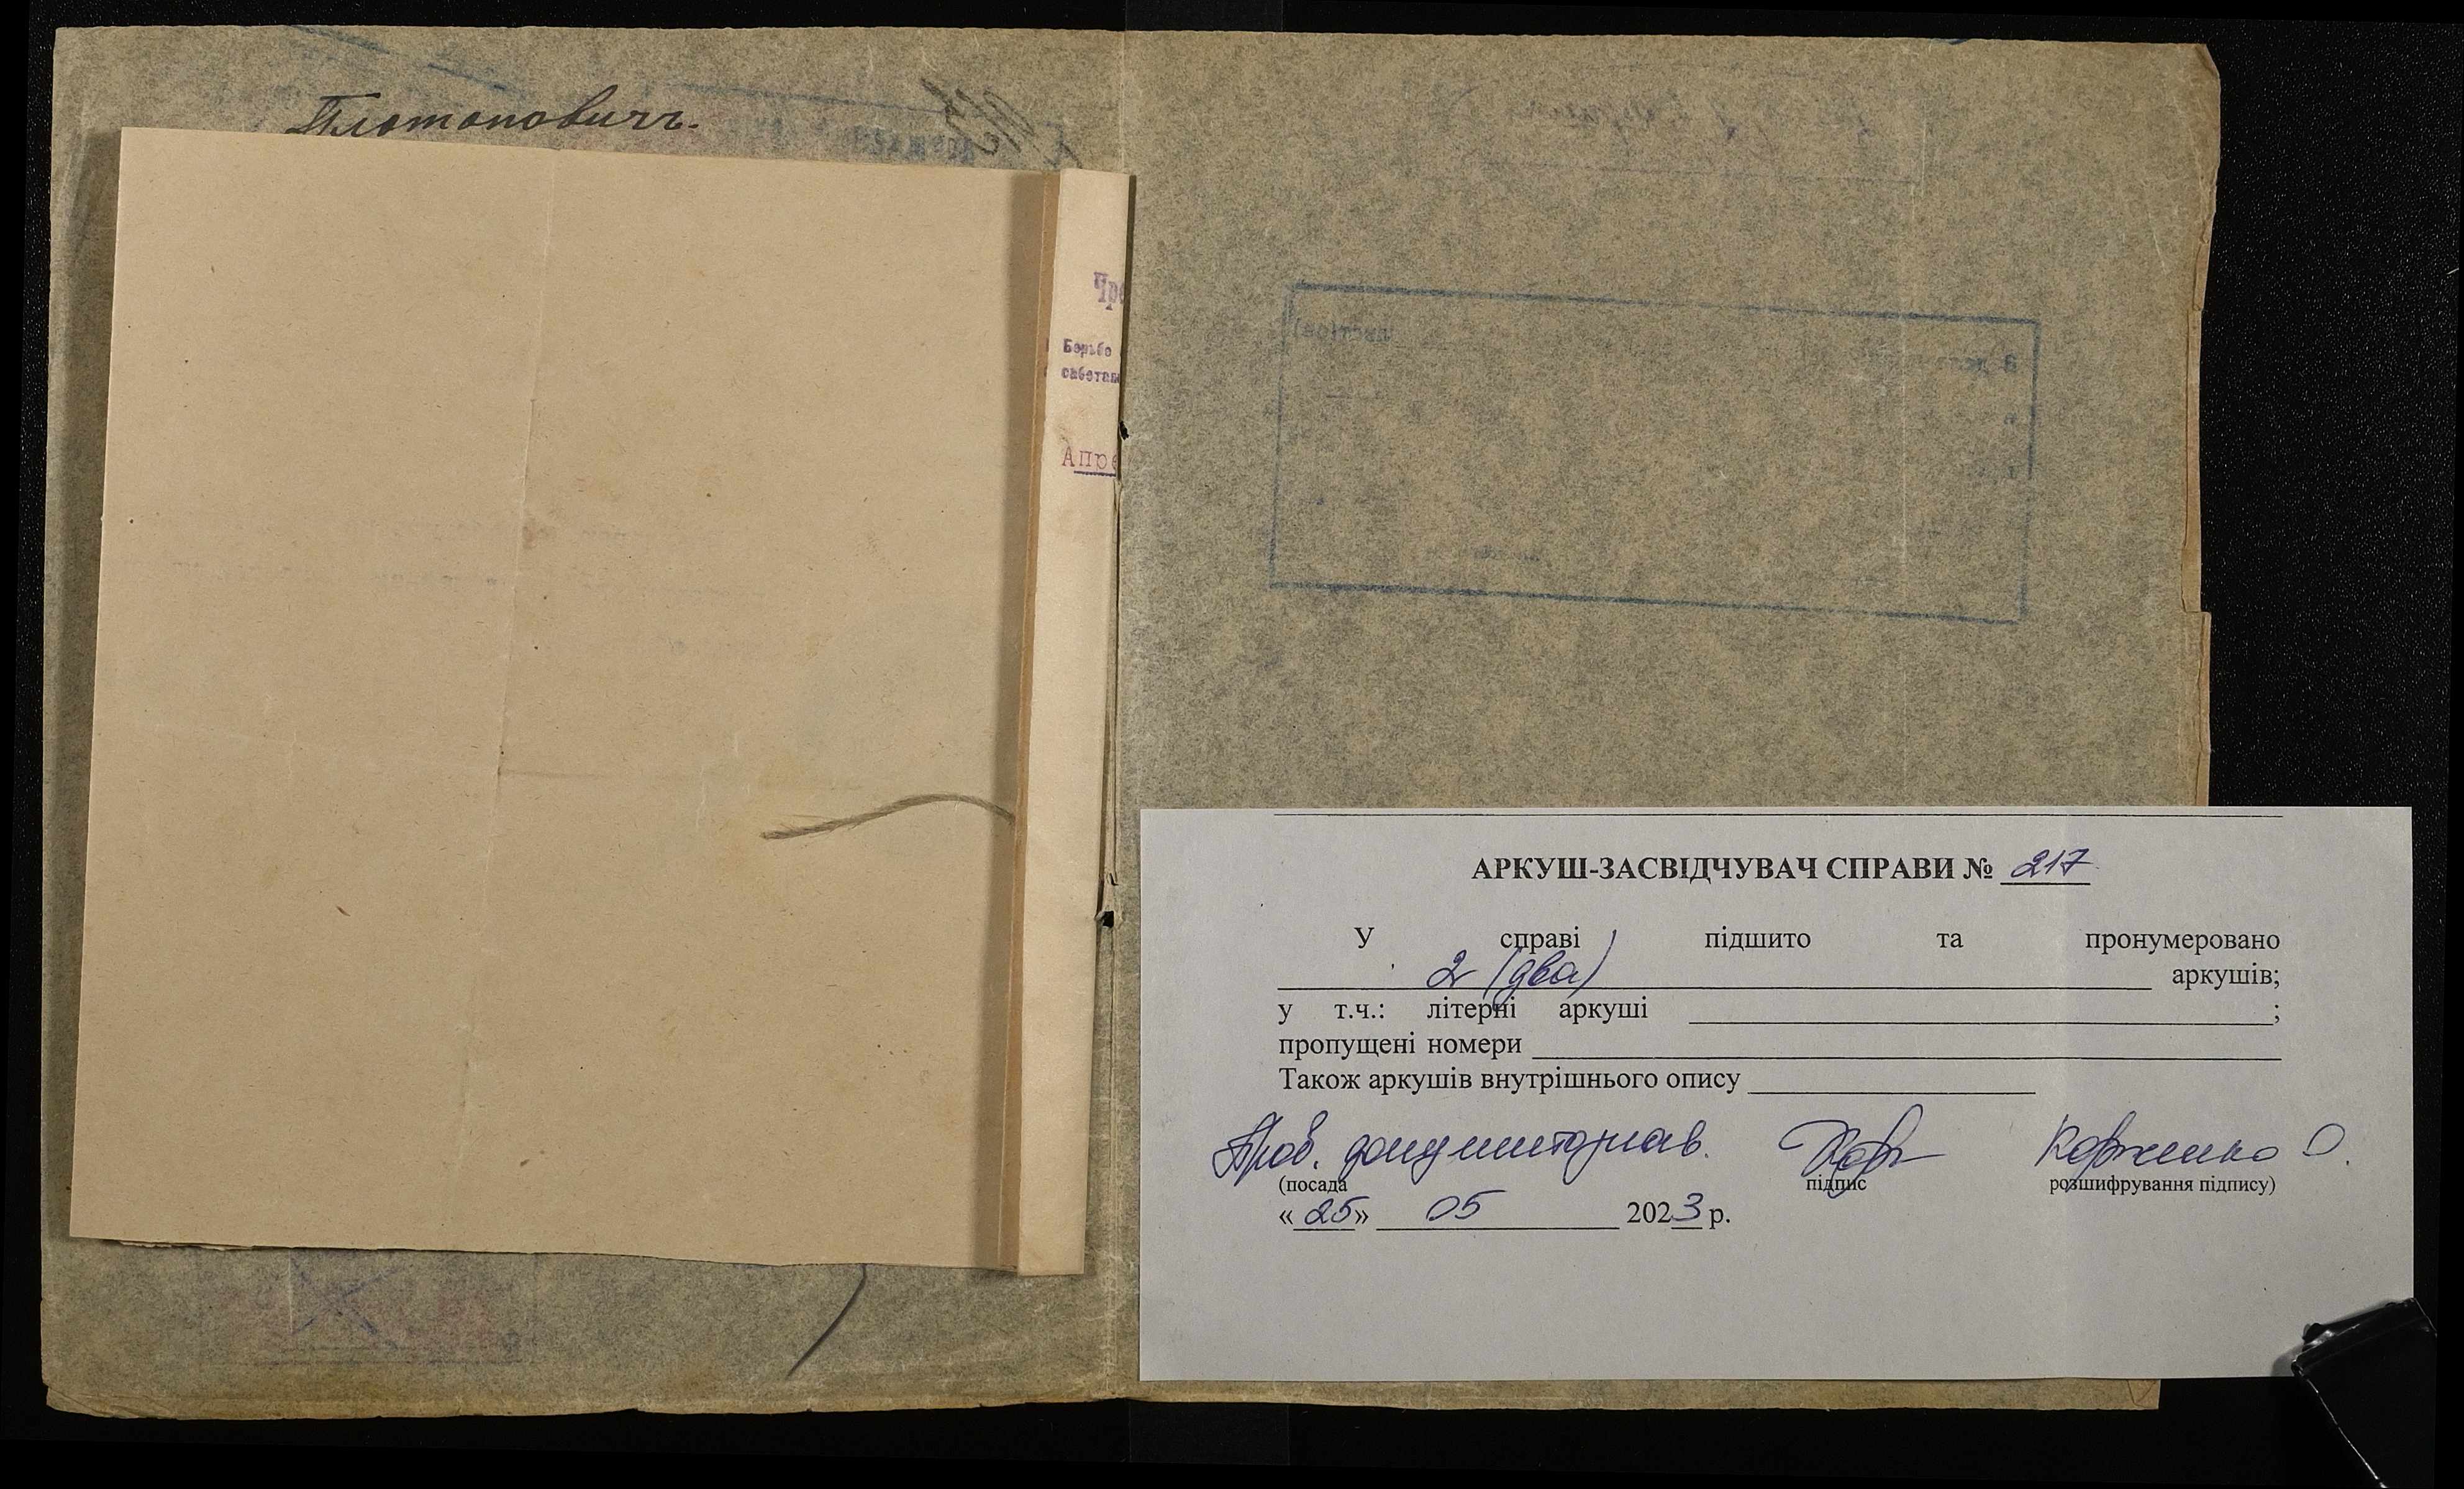 Платоновичъ.
Чре
Борьбе
саботаж
Апре
АРКУШ-ЗАСВІДЧУВАЧ СПРАВИ № 217
У справі підшито та пронумеровано
2 (два) аркушів;
у т.ч.: літерні аркуші ;
пропущені номери
Також аркушів внутрішнього опису
Пров. документознав. Корженко О.
(посада підпис розшифрування підпису)
«25» 05 2023 р.